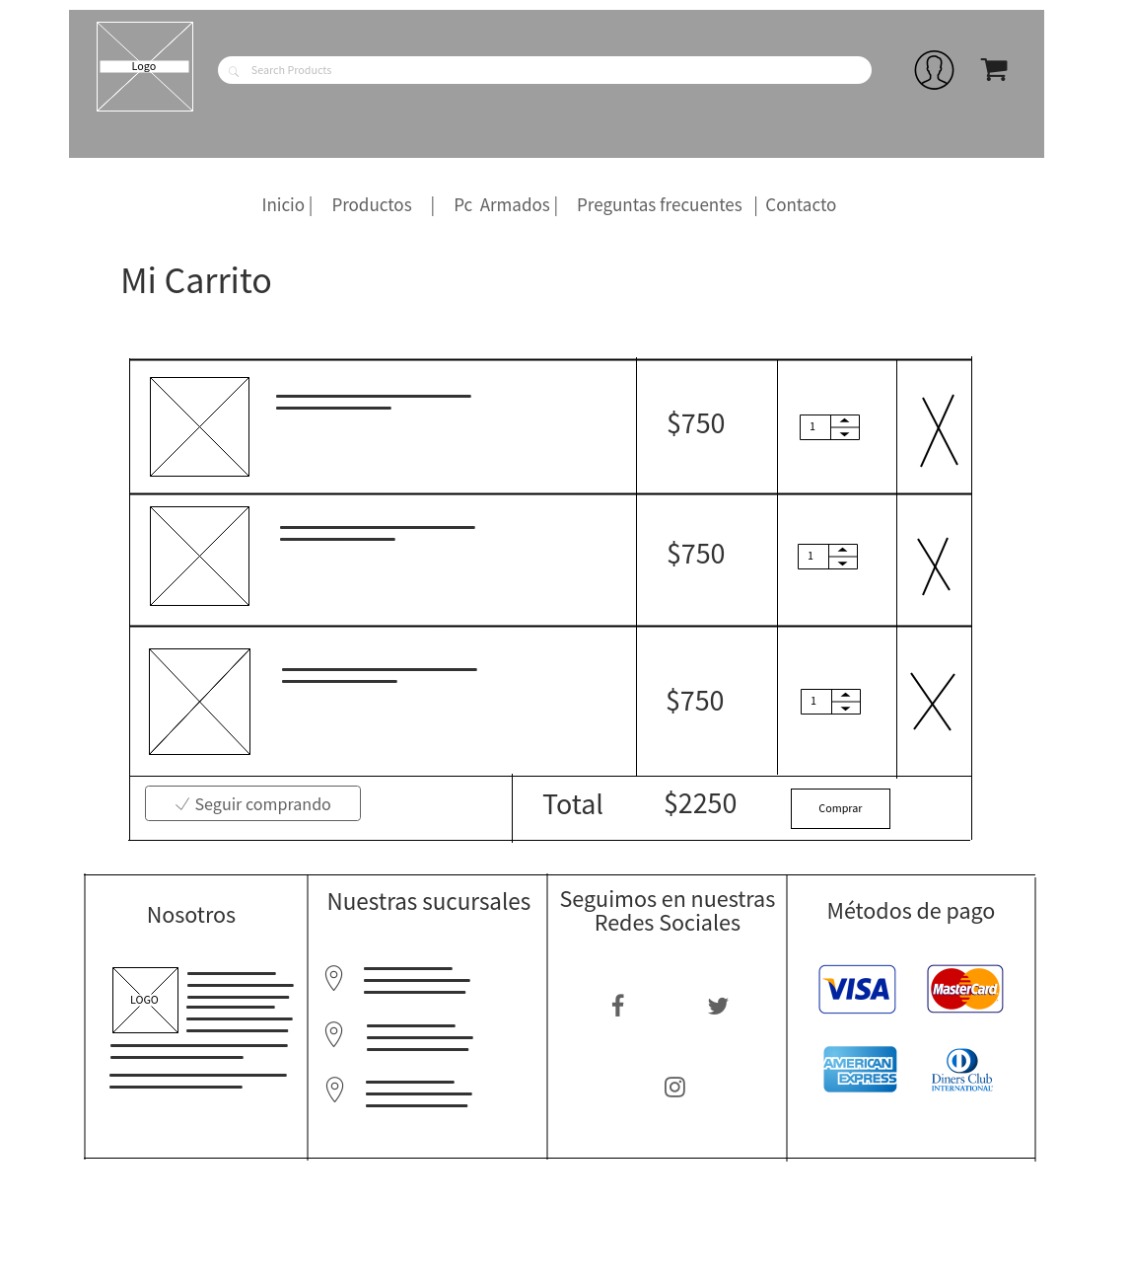 Logo
Search Products
Inicio | Productos | Pc Armados | Preguntas frecuentes | Contacto
Mi Carrito
$750
1
$750
1
$750
1
Seguir comprando
Total $2250
Comprar
Nosotros
LOGO
Nuestras sucursales
Seguimos en nuestras
Redes Sociales
Métodos de pago
VISA
MasterCard
AMERICAN
EXPRESS
Diners Club
INTERNATIONAL